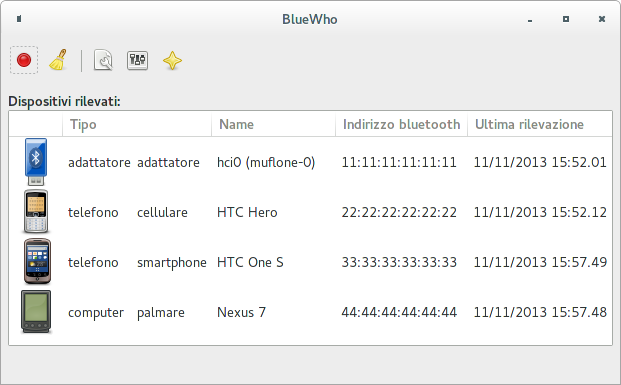 BlueWho
Dispositivi rilevati:
Tipo Name Indirizzo bluetooth Ultima rilevazione
adattatore adattatore hci0 (muflone-0) 11:11:11:11:11:11 11/11/2013 15:52.01
telefono cellulare HTC Hero 22:22:22:22:22:22 11/11/2013 15:52.12
telefono smartphone HTC One S 33:33:33:33:33:33 11/11/2013 15:57.49
computer palmare Nexus 7 44:44:44:44:44:44 11/11/2013 15:57.48